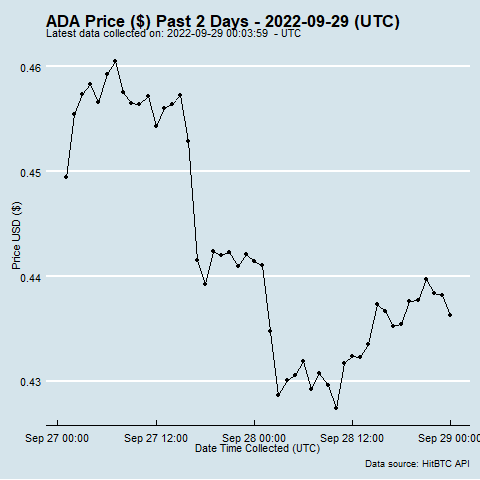 ADA Price ($) Past 2 Days - 2022-09-29 (UTC)
Latest data collected on: 2022-09-29 00:03:59 - UTC
0.46
0.45
0.44
0.43
Price USD ($)
Sep 27 00:00 Sep 27 12:00 Sep 28 00:00 Sep 28 12:00 Sep 29 00:00
Date Time Collected (UTC)
Data source: HitBTC API